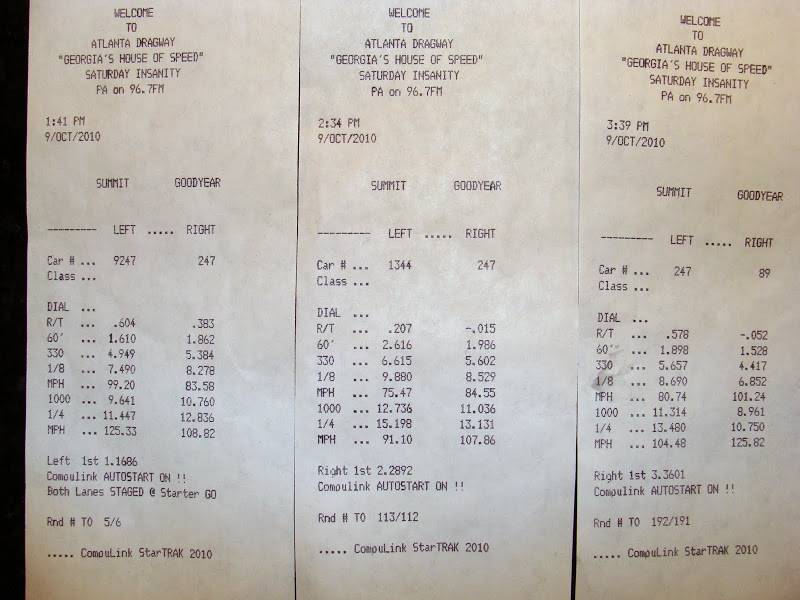 WELCOME
TO
ATLANTA DRAGWAY
"GEORGIA'S HOUSE OF SPEED"
SATURDAY INSANITY
PA on 96.7FM
1:41 PM
9/OCT/2010
SUMMIT GOODYEAR
--------- LEFT ..... RIGHT
Car # ... 9247 247
Class ...
DIAL ...
R/T ... .604 .383
60' ... 1.610 1.862
330 ... 4.949 5.384
1/8 ... 7.490 8.278
MPH ... 99.20 83.58
1000 ... 9.641 10.760
1/4 ... 11.447 12.836
MPH ... 125.33 108.82
Left 1st 1.1686
Compulink AUTOSTART ON !!
Both Lanes STAGED @ Starter GO
Rnd # TO 5/6
..... CompuLink StarTRAK 2010
WELCOME
TO
ATLANTA DRAGWAY
"GEORGIA'S HOUSE OF SPEED"
SATURDAY INSANITY
PA on 96.7FM
2:34 PM
9/OCT/2010
SUMMIT GOODYEAR
--------- LEFT ..... RIGHT
Car # ... 1344 247
Class ...
DIAL ...
R/T ... .207 -.015
60' ... 2.616 1.986
330 ... 6.615 5.602
1/8 ... 9.880 8.529
MPH ... 75.47 84.55
1000 ... 12.736 11.036
1/4 ... 15.198 13.131
MPH ... 91.10 107.86
Right 1st 2.2892
Compulink AUTOSTART ON !!
Rnd # TO 113/112
..... CompuLink StarTRAK 2010
WELCOME
TO
ATLANTA DRAGWAY
"GEORGIA'S HOUSE OF SPEED"
SATURDAY INSANITY
PA on 96.7FM
3:39 PM
9/OCT/2010
SUMMIT GOODYEAR
--------- LEFT ..... RIGHT
Car # ... 247 89
Class ...
DIAL ...
R/T ... .578 -.052
60' ... 1.898 1.528
330 ... 5.657 4.417
1/8 ... 8.690 6.852
MPH ... 80.74 101.24
1000 ... 11.314 8.961
1/4 ... 13.480 10.750
MPH ... 104.48 125.82
Right 1st 3.3601
Compulink AUTOSTART ON !!
Rnd # TO 192/191
..... CompuLink StarTRAK 2010